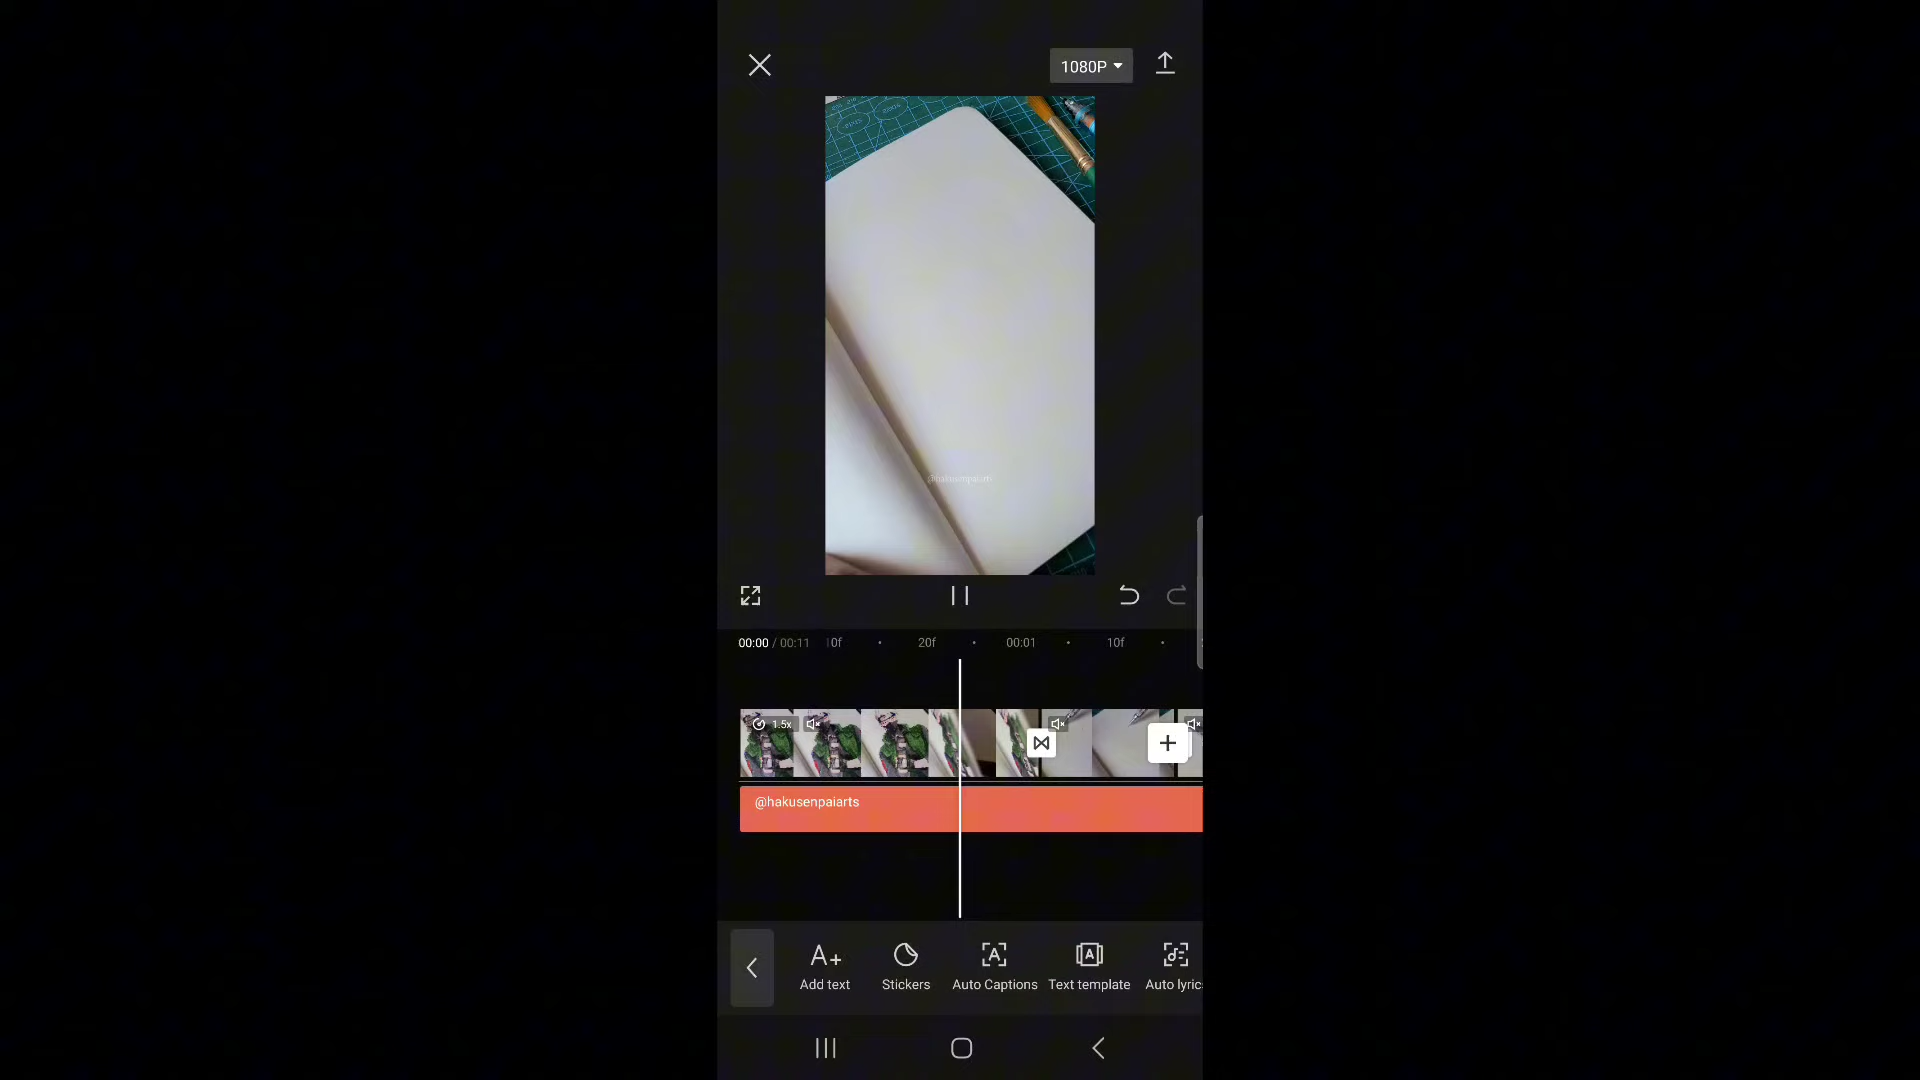 1080P
@hakusenpaiarts
00:00 / 00:11
20f
00:01
10f
1.5x
@hakusenpaiarts
Add text
Stickers
Auto Captions
Text template
Auto lyric